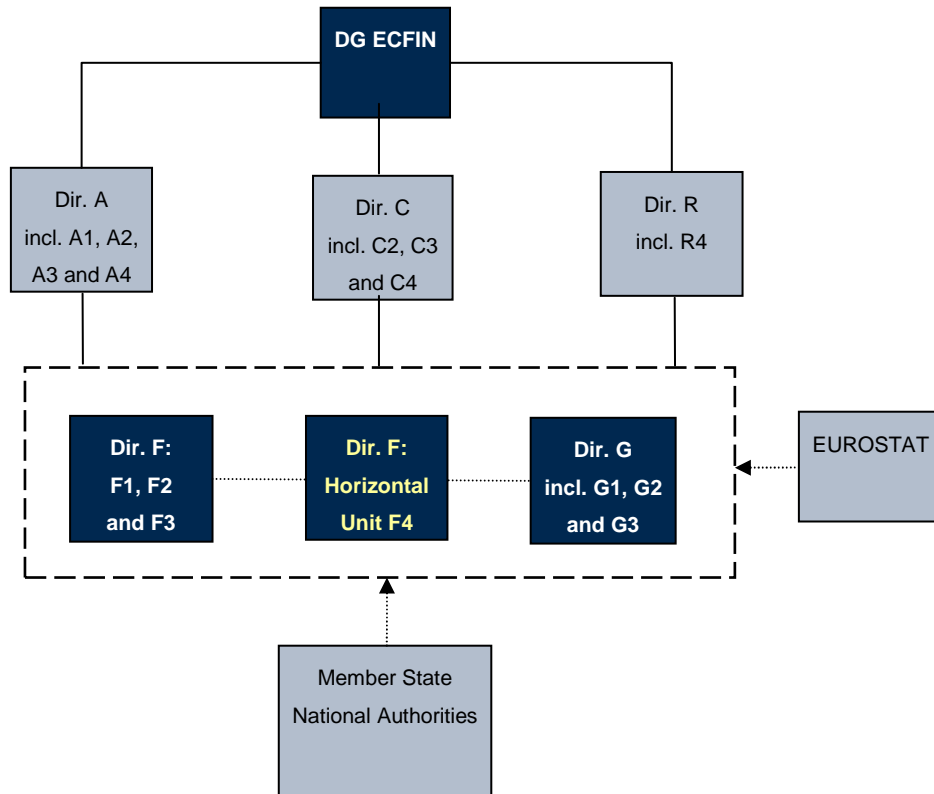 DG ECFIN
Dir. A
incl. A1, A2,
A3 and A4
Dir. C
incl. C2, C3
and C4
Dir. R
incl. R4
Dir. F:
F1, F2
and F3
Dir. F:
Horizontal
Unit F4
Dir. G
incl. G1, G2
and G3
EUROSTAT
Member State
National Authorities